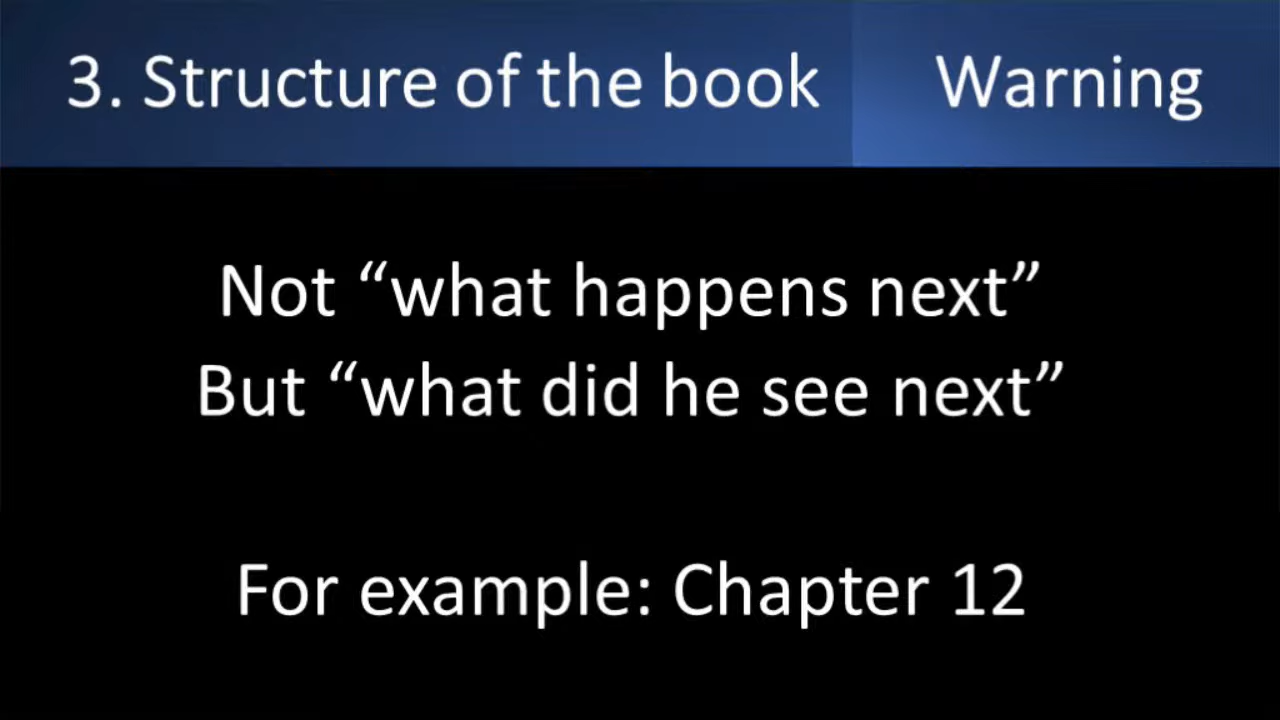 3. Structure of the book
Warning
Not “what happens next”
But “what did he see next”
For example: Chapter 12